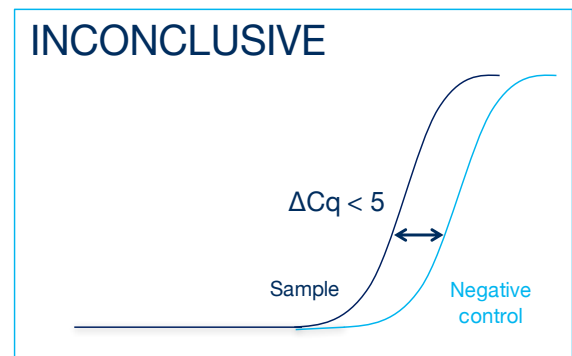 INCONCLUSIVE
ΔCq < 5
Sample
Negative
control